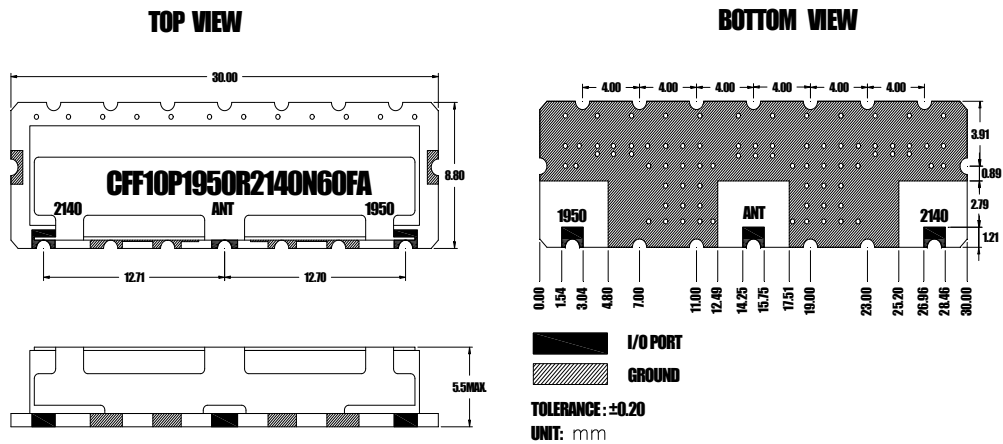 TOP VIEW
30.00
8.80
CFF10P1950R2140N60FA
2140 ANT 1950
12.71 12.70
5.5MAX.
BOTTOM VIEW
4.00 4.00 4.00 4.00 4.00 4.00
3.91
0.89
2.79
1.21
1950 ANT 2140
0.00 1.54 3.04 4.80 7.00 11.00 12.49 14.25 15.75 17.51 19.00 23.00 25.20 26.96 28.46 30.00
I/O PORT
GROUND
TOLERANCE : ±0.20
UNIT: mm